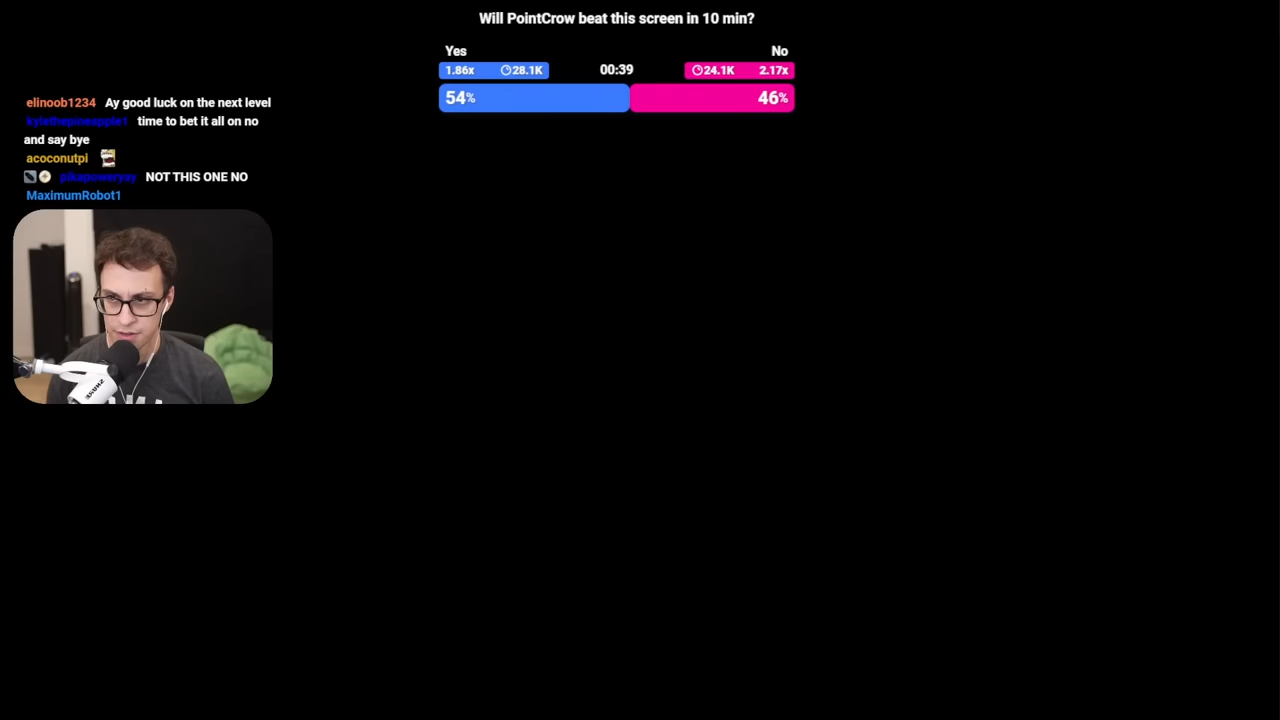 Will PointCrow beat this screen in 10 min?
Yes
No
1.86x 28.1K
00:39
24.1K 2.17x
54%
46%
elinoob1234 Ay good luck on the next level
kylethepineapple1 time to bet it all on no
and say bye
acoconutpi
pikapoweryay NOT THIS ONE NO
MaximumRobot1